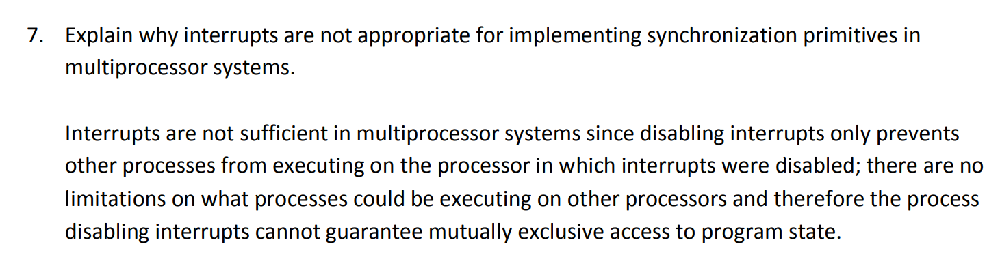 7. Explain why interrupts are not appropriate for implementing synchronization primitives in
multiprocessor systems.
Interrupts are not sufficient in multiprocessor systems since disabling interrupts only prevents
other processes from executing on the processor in which interrupts were disabled; there are no
limitations on what processes could be executing on other processors and therefore the process
disabling interrupts cannot guarantee mutually exclusive access to program state.